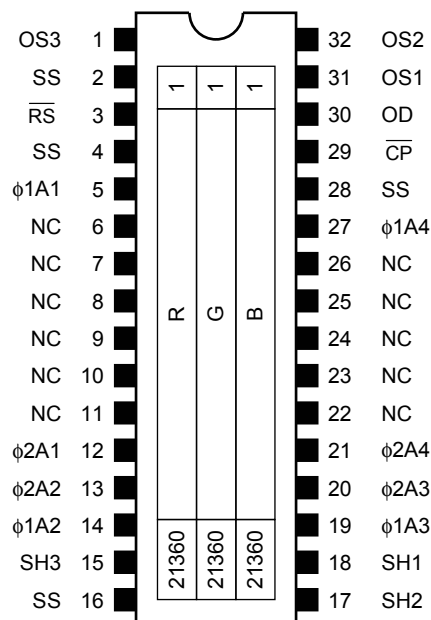 OS3 1 32 OS2
SS 2 31 OS1
R̅S̅ 3 30 OD
SS 4 29 C̅P̅
ϕ1A1 5 28 SS
NC 6 27 ϕ1A4
NC 7 26 NC
NC 8 25 NC
NC 9 24 NC
NC 10 23 NC
NC 11 22 NC
ϕ2A1 12 21 ϕ2A4
ϕ2A2 13 20 ϕ2A3
ϕ1A2 14 19 ϕ1A3
SH3 15 18 SH1
SS 16 17 SH2
1 1 1
R G B
21360 21360 21360